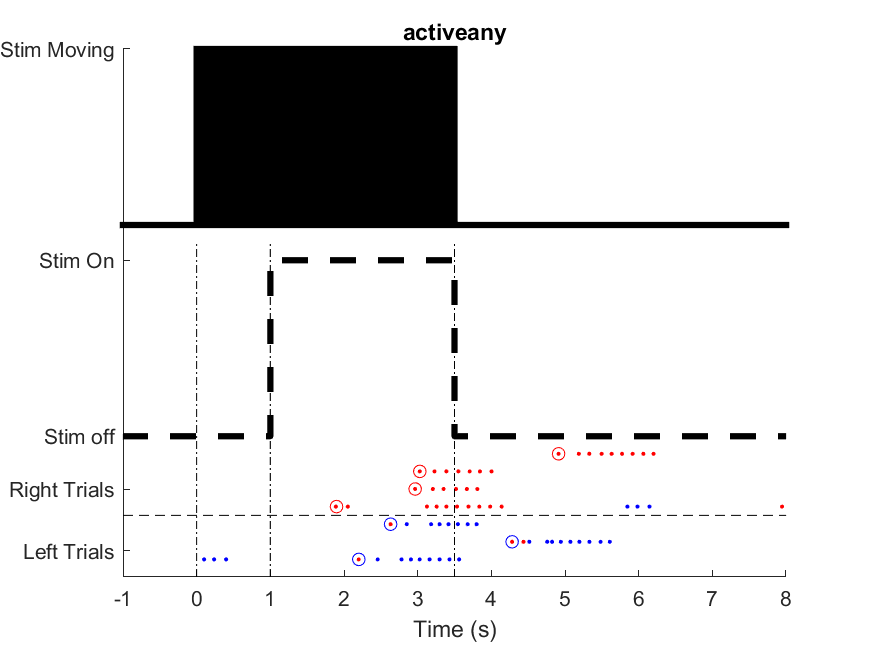 activeany
Stim Moving
Stim On
Stim off
Right Trials
Left Trials
-1 0 1 2 3 4 5 6 7 8
Time (s)